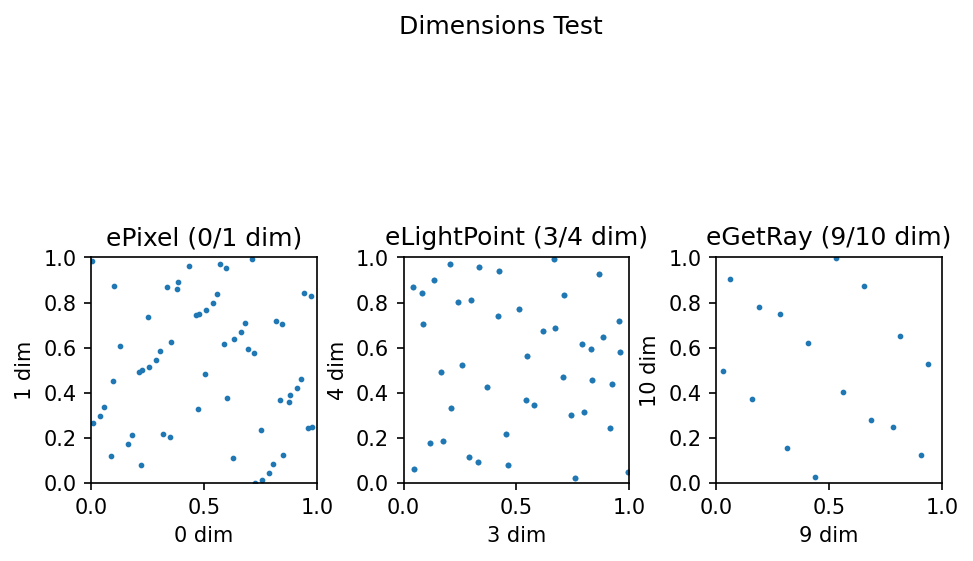 Dimensions Test
ePixel (0/1 dim)
1.0
0.8
0.6
0.4
0.2
0.0
1 dim
0.0 0.5 1.0
0 dim
eLightPoint (3/4 dim)
1.0
0.8
0.6
0.4
0.2
0.0
4 dim
0.0 0.5 1.0
3 dim
eGetRay (9/10 dim)
1.0
0.8
0.6
0.4
0.2
0.0
10 dim
0.0 0.5 1.0
9 dim